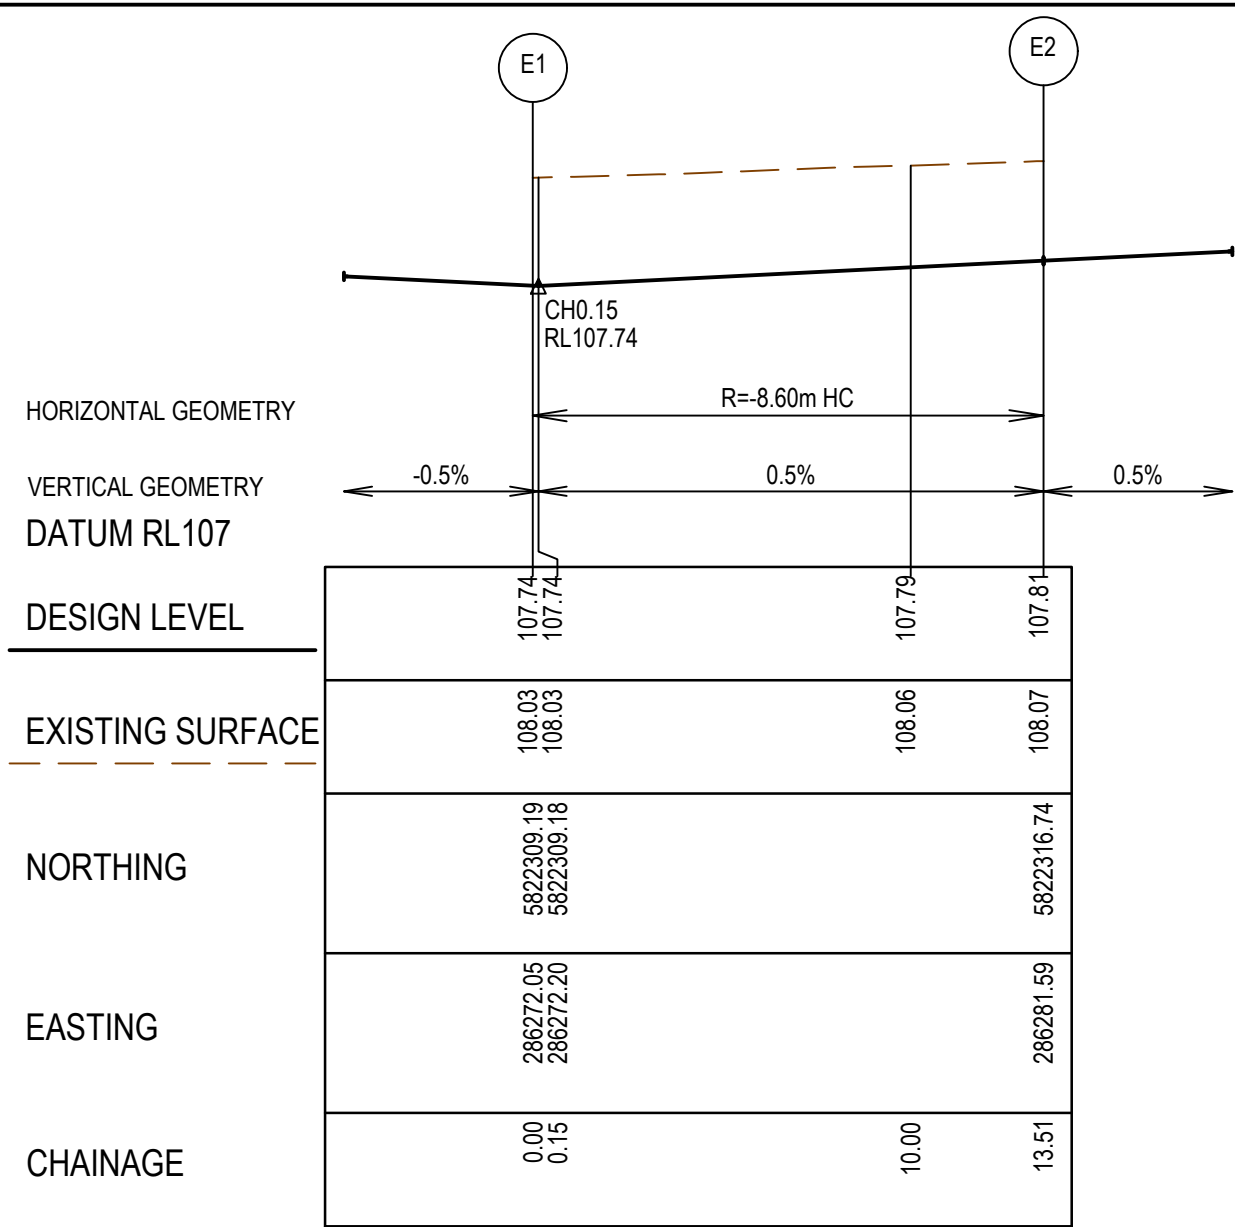 E1
E2
CH0.15
RL107.74
HORIZONTAL GEOMETRY
R=-8.60m HC
VERTICAL GEOMETRY
-0.5%
0.5%
0.5%
DATUM RL107
DESIGN LEVEL
107.74
107.74
107.79
107.81
EXISTING SURFACE
108.03
108.03
108.06
108.07
NORTHING
5822309.19
5822309.18
5822316.74
EASTING
286272.05
286272.20
286281.59
CHAINAGE
0.00
0.15
10.00
13.51